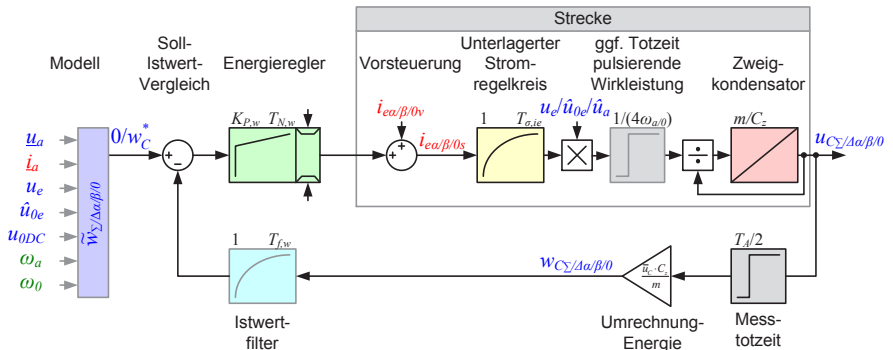 Strecke
Modell
Soll-
Istwert-
Vergleich
Energieregler
Vorsteuerung
Unterlagerter
Strom-
regelkreis
ggf. Totzeit
pulsierende
Wirkleistung
Zweig-
kondensator
u_a
i_a
u_e
û_0e
u_0DC
ω_a
ω_0
w̃_Σ/Δα/β/0
0/w*_C
+
−
K_P,w T_N,w
i_eα/β/0v
+
+
i_eα/β/0s
1 T_σ,ie
u_e/û_0e/û_a
×
1/(4ω_a/0)
÷
m/C_z
u_CΣ/Δα/β/0
1 T_f,w
Istwert-
filter
w_CΣ/Δα/β/0
ū_C·C_z
m
Umrechnung-
Energie
T_A/2
Mess-
totzeit